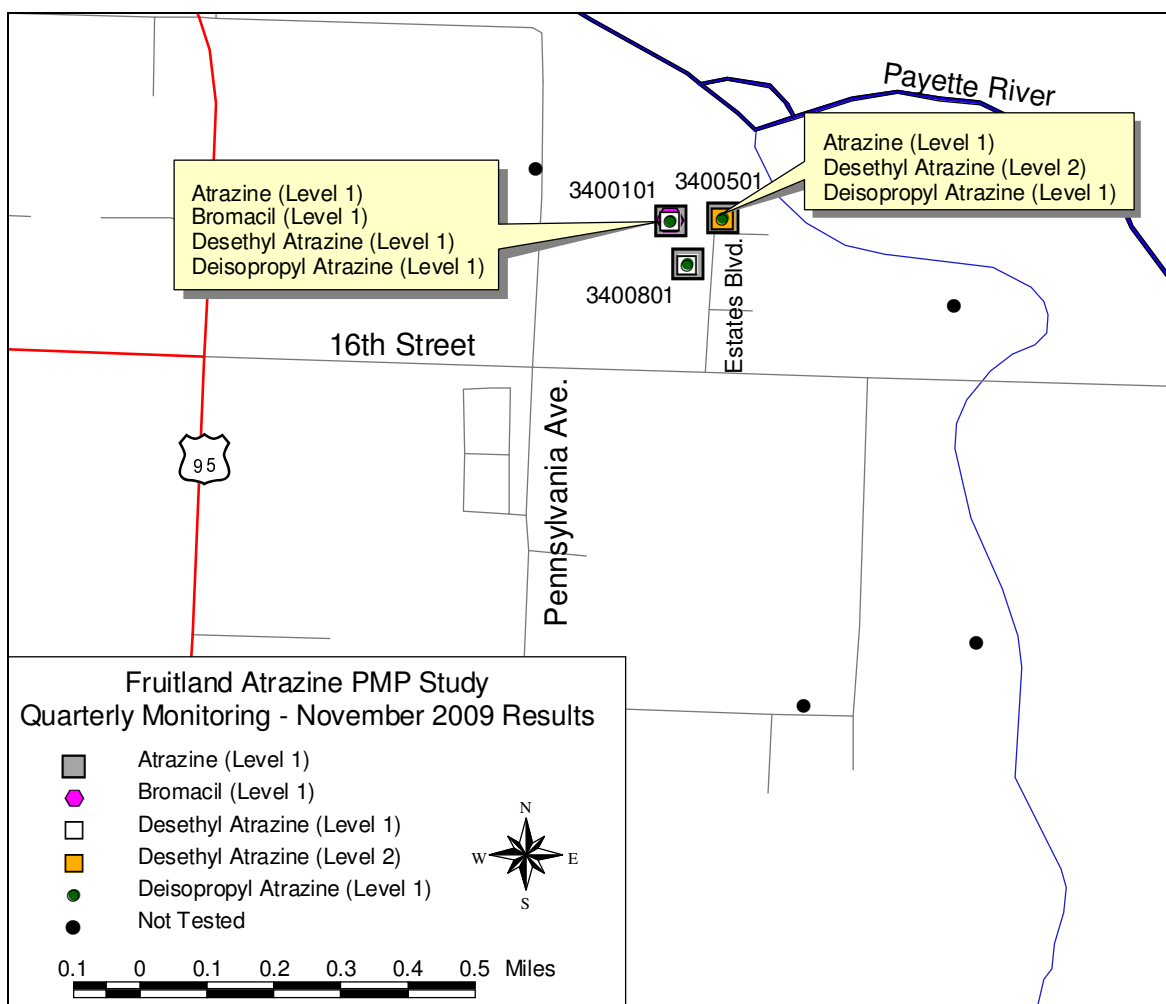 Payette River
Atrazine (Level 1)
Desethyl Atrazine (Level 2)
Deisopropyl Atrazine (Level 1)
3400101
3400501
Atrazine (Level 1)
Bromacil (Level 1)
Desethyl Atrazine (Level 1)
Deisopropyl Atrazine (Level 1)
3400801
Estates Blvd.
16th Street
Pennsylvania Ave.
95
Fruitland Atrazine PMP Study
Quarterly Monitoring - November 2009 Results
Atrazine (Level 1)
Bromacil (Level 1)
Desethyl Atrazine (Level 1)
Desethyl Atrazine (Level 2)
Deisopropyl Atrazine (Level 1)
Not Tested
N
W E
S
0.1 0 0.1 0.2 0.3 0.4 0.5 Miles